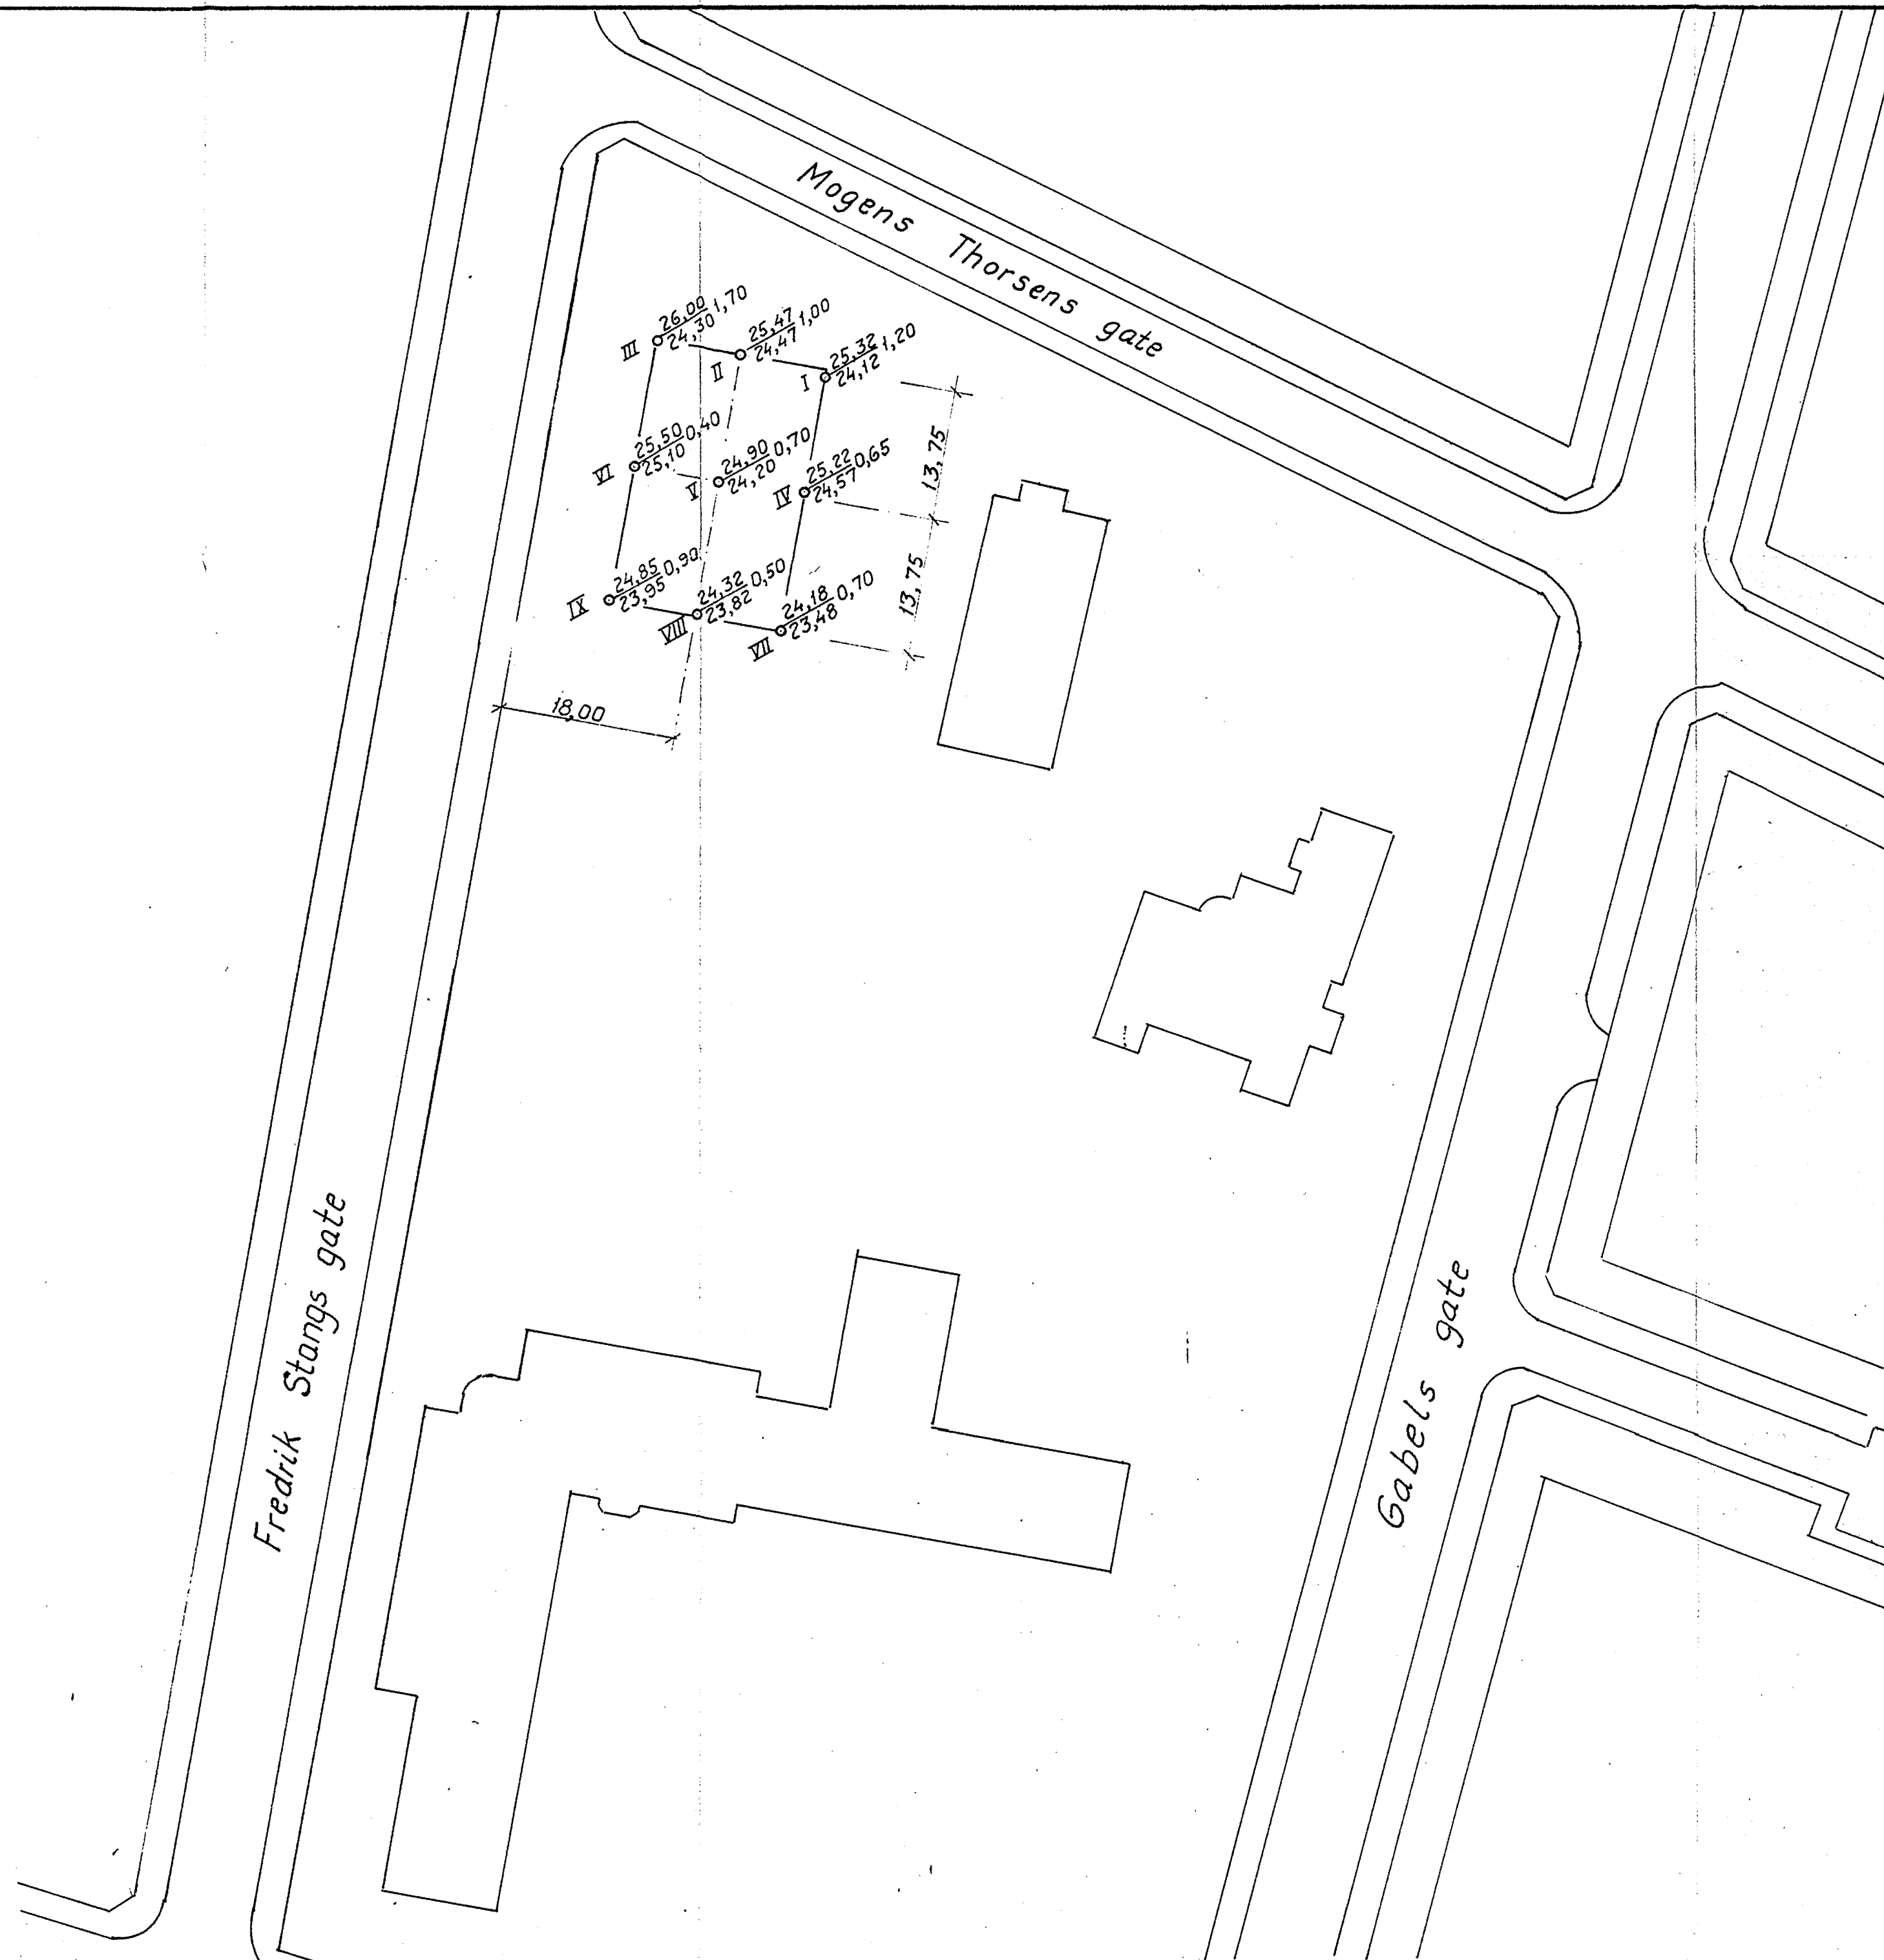 Mogens Thorsens gate
III 26,00 1,70
24,30
II 25,47 1,00
24,47
I 25,32 1,20
24,12
VI 25,50 0,40
25,10
V 24,90 0,70
24,20
IV 25,22 0,65
24,57
IX 24,85 0,90
23,95
VIII 24,32 0,50
23,82
VII 24,18 0,70
23,48
13,75
13,75
18,00
Fredrik Stangs gate
Gabels gate